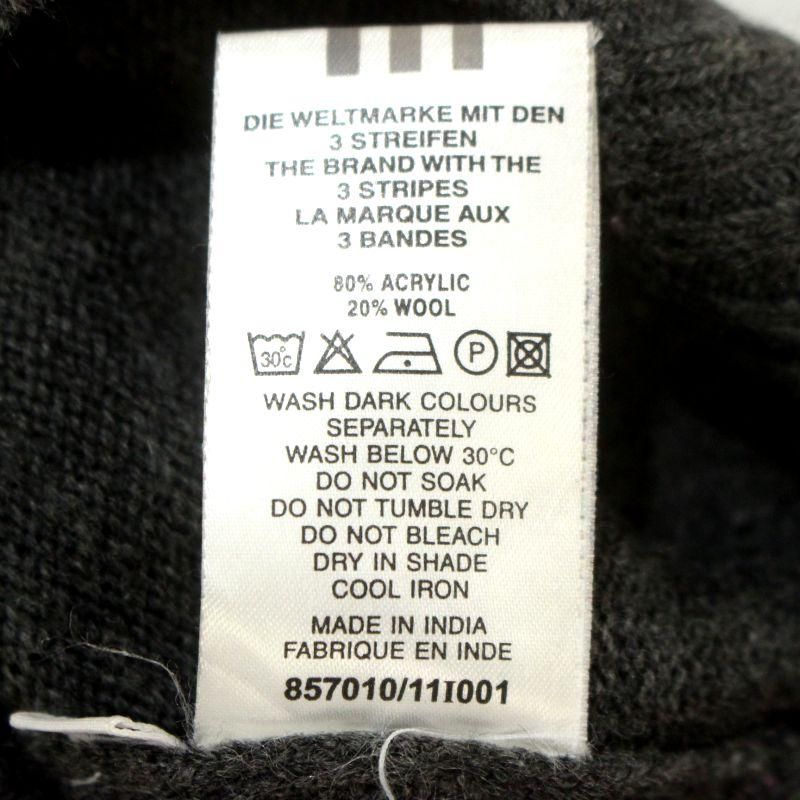 DIE WELTMARKE MIT DEN
3 STREIFEN
THE BRAND WITH THE
3 STRIPES
LA MARQUE AUX
3 BANDES
80% ACRYLIC
20% WOOL
30°C P
WASH DARK COLOURS
SEPARATELY
WASH BELOW 30°C
DO NOT SOAK
DO NOT TUMBLE DRY
DO NOT BLEACH
DRY IN SHADE
COOL IRON
MADE IN INDIA
FABRIQUE EN INDE
857010/11I001